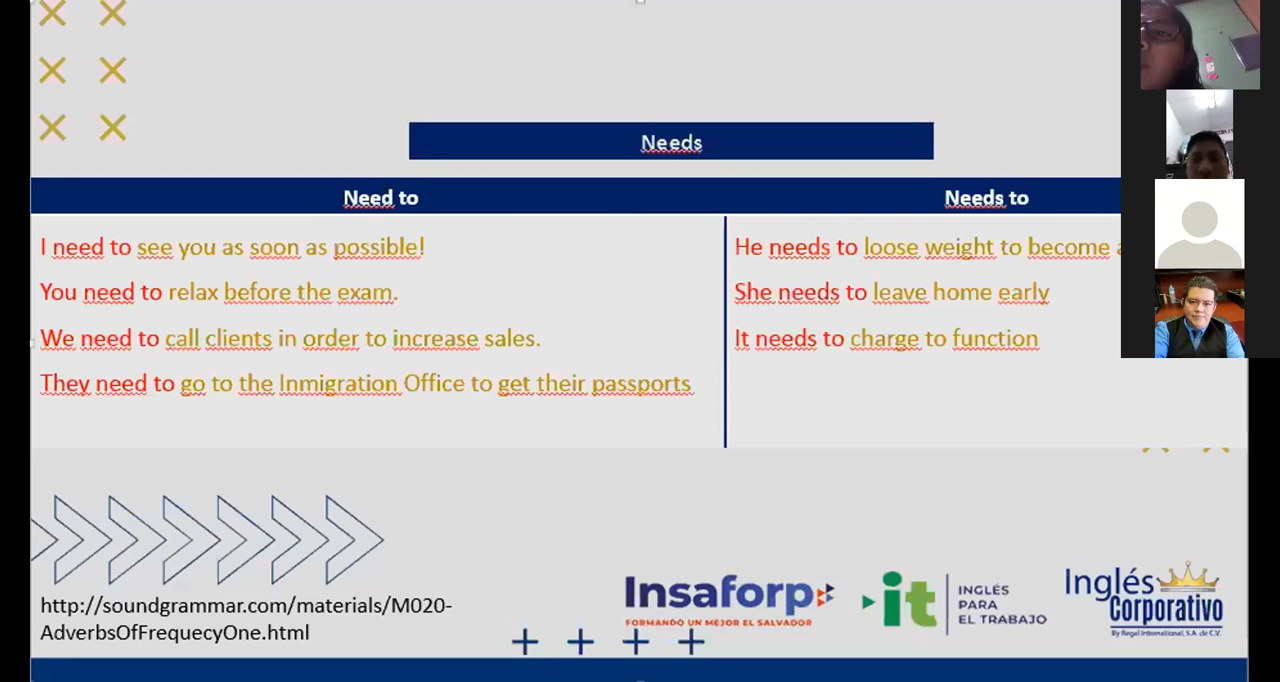 Needs
Need to
Needs to
I need to see you as soon as possible!
You need to relax before the exam.
We need to call clients in order to increase sales.
They need to go to the Inmigration Office to get their passports
He needs to loose weight to become
She needs to leave home early
It needs to charge to function
http://soundgrammar.com/materials/M020-
AdverbsOfFrequecyOne.html
Insaforp
FORMANDO UN MEJOR EL SALVADOR
it
INGLÉS
PARA
EL TRABAJO
Inglés
Corporativo
By Regal International, S.A. de C.V.